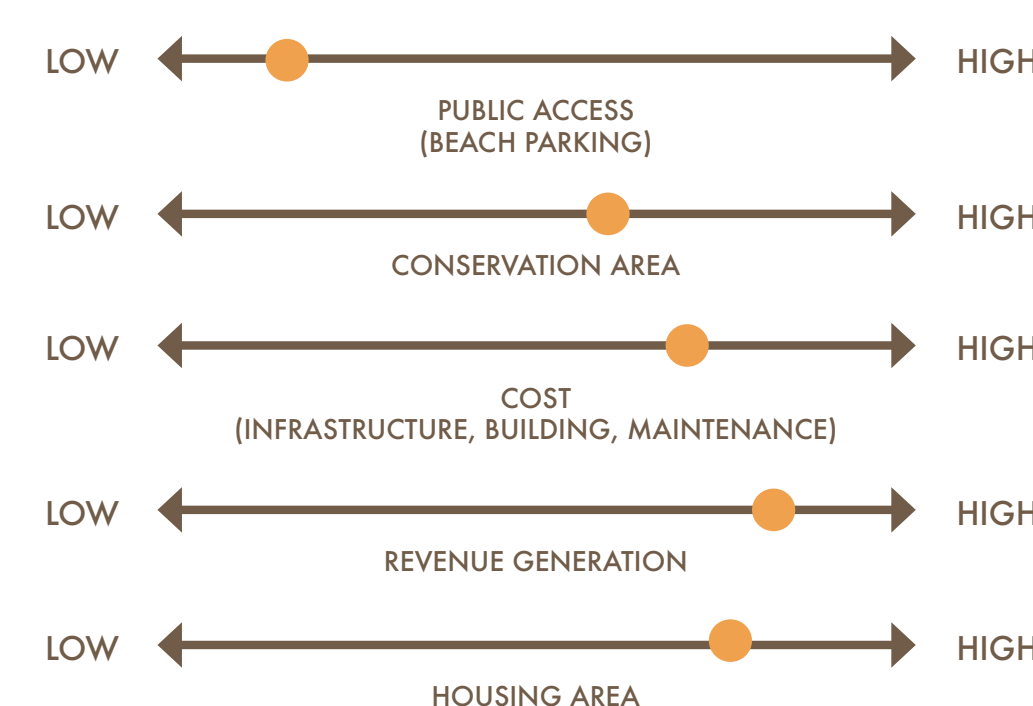 LOW HIGH
PUBLIC ACCESS
(BEACH PARKING)
LOW HIGH
CONSERVATION AREA
LOW HIGH
COST
(INFRASTRUCTURE, BUILDING, MAINTENANCE)
LOW HIGH
REVENUE GENERATION
LOW HIGH
HOUSING AREA